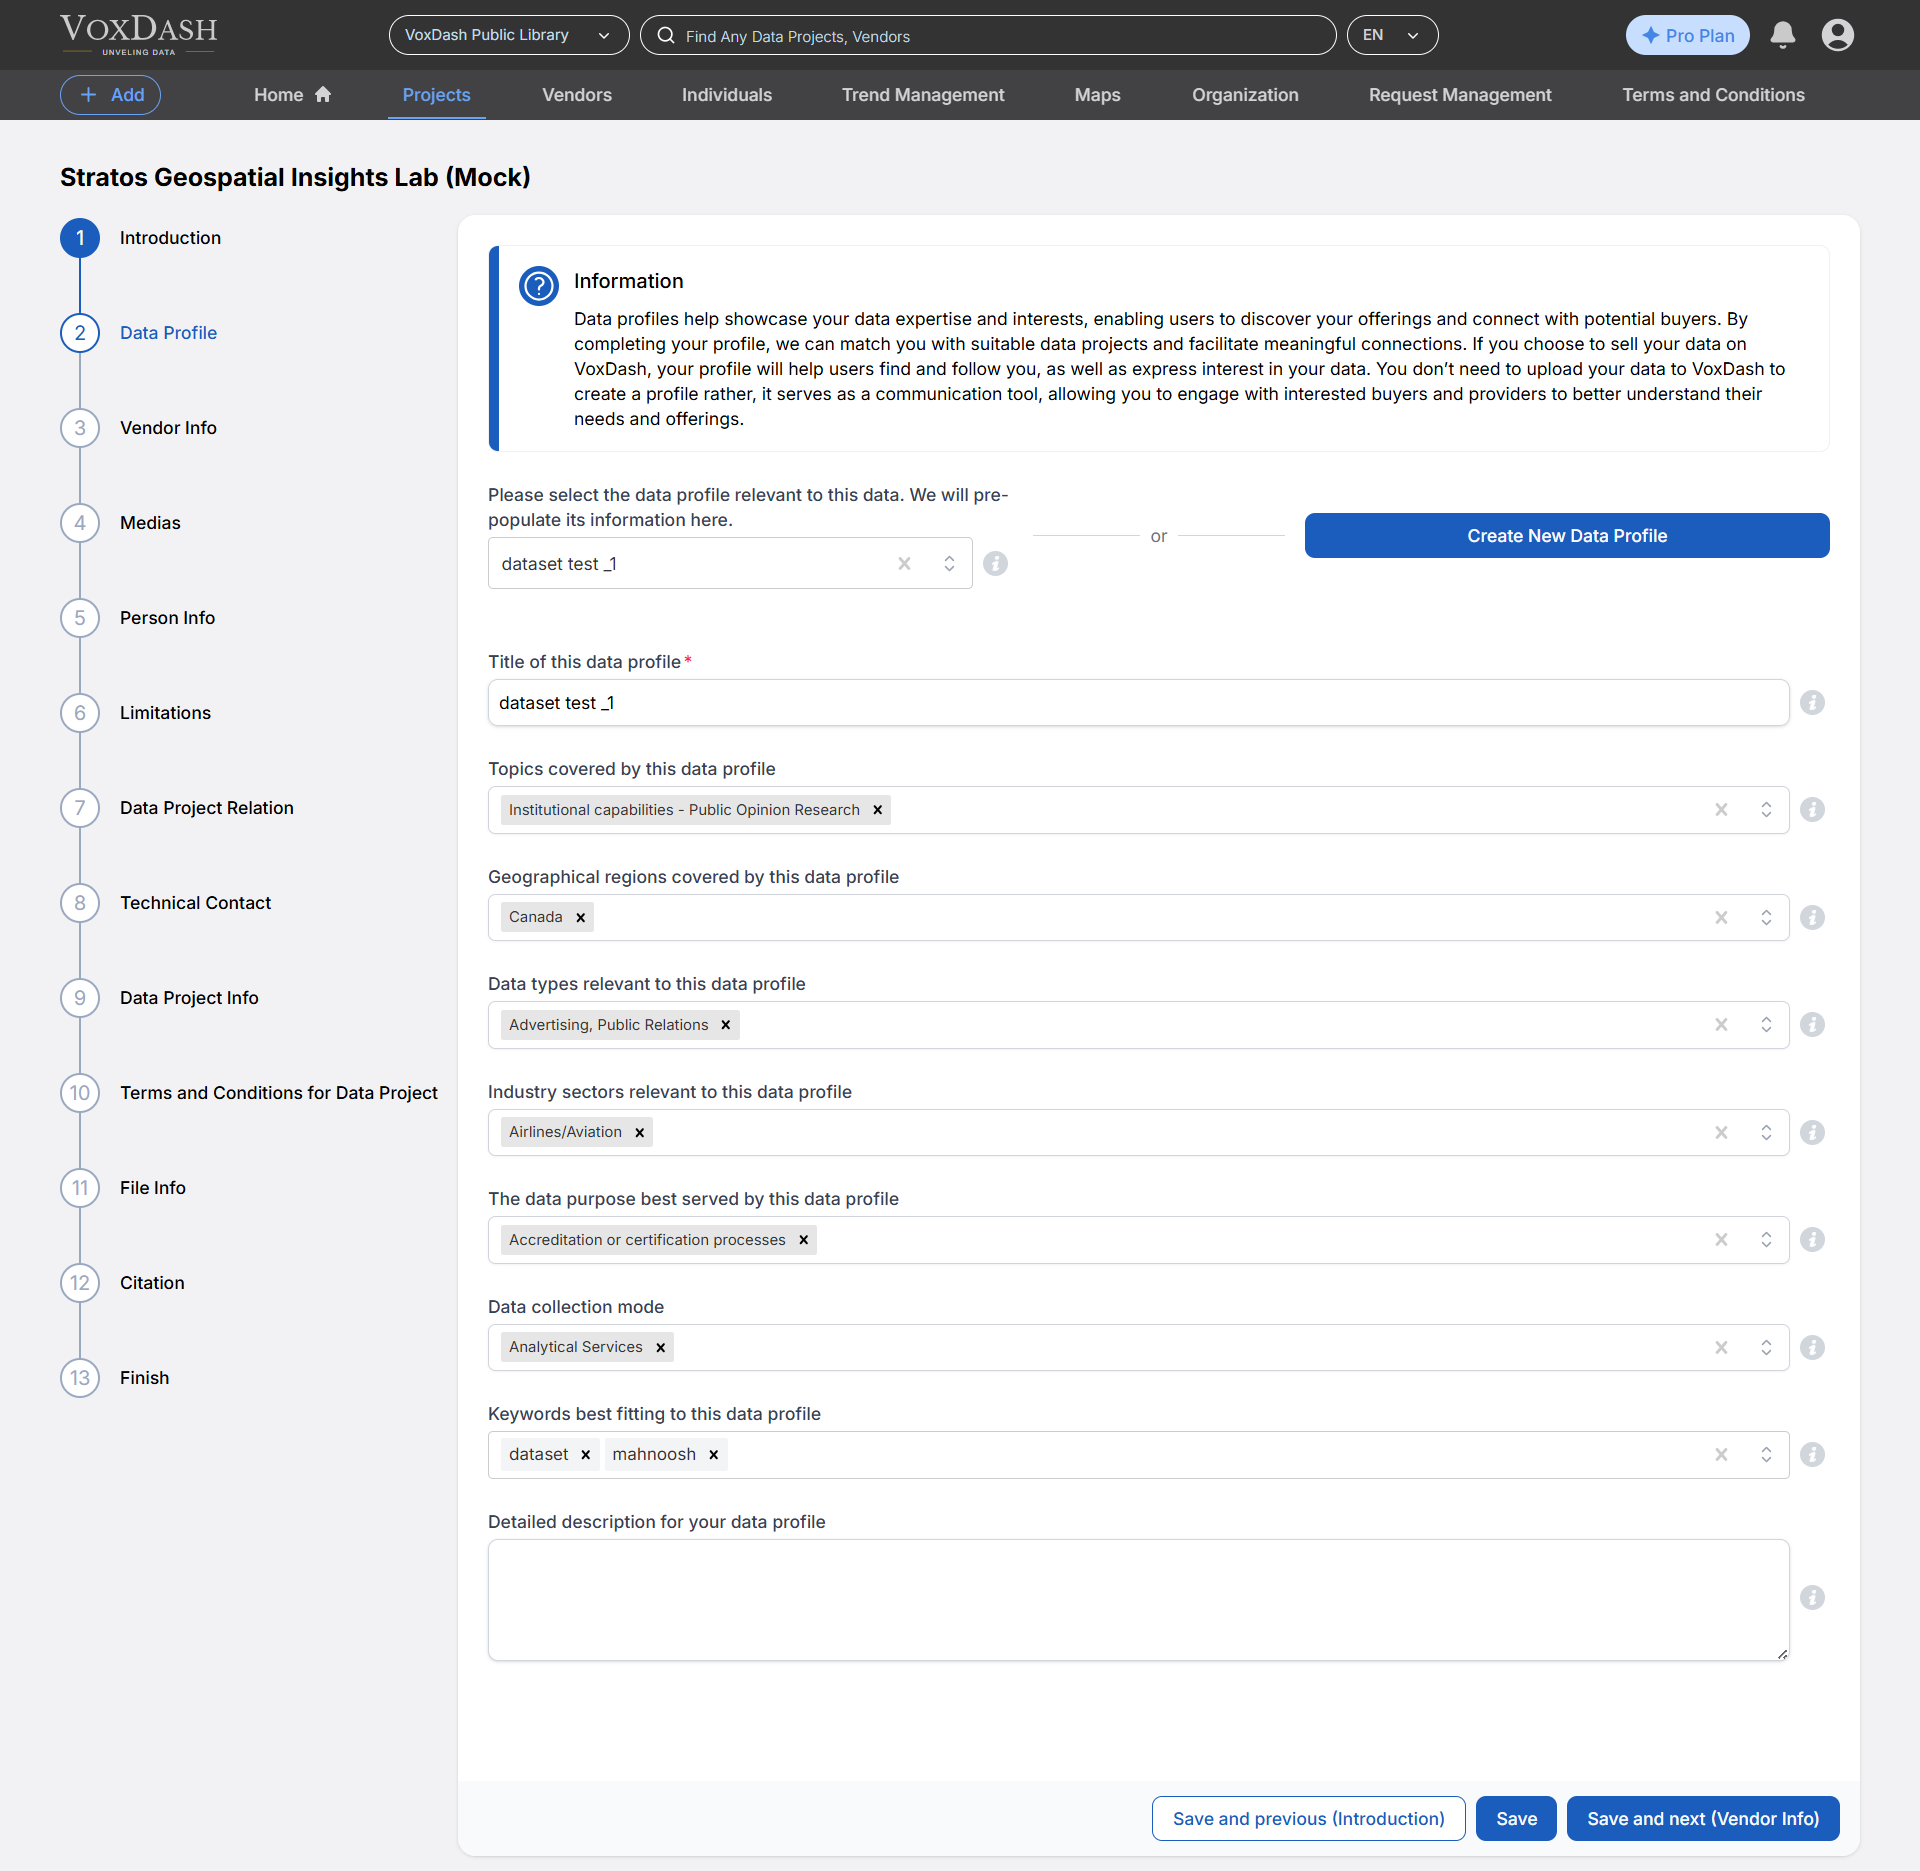 VOXDASH
UNVELING DATA
VoxDash Public Library
Find Any Data Projects, Vendors
EN
Pro Plan
+ Add
Home
Projects
Vendors
Individuals
Trend Management
Maps
Organization
Request Management
Terms and Conditions
Stratos Geospatial Insights Lab (Mock)
1 Introduction
2 Data Profile
3 Vendor Info
4 Medias
5 Person Info
6 Limitations
7 Data Project Relation
8 Technical Contact
9 Data Project Info
10 Terms and Conditions for Data Project
11 File Info
12 Citation
13 Finish
Information
Data profiles help showcase your data expertise and interests, enabling users to discover your offerings and connect with potential buyers. By
completing your profile, we can match you with suitable data projects and facilitate meaningful connections. If you choose to sell your data on
VoxDash, your profile will help users find and follow you, as well as express interest in your data. You don’t need to upload your data to VoxDash to
create a profile rather, it serves as a communication tool, allowing you to engage with interested buyers and providers to better understand their
needs and offerings.
Please select the data profile relevant to this data. We will pre-
populate its information here.
dataset test _1
or
Create New Data Profile
Title of this data profile*
dataset test _1
Topics covered by this data profile
Institutional capabilities - Public Opinion Research
Geographical regions covered by this data profile
Canada
Data types relevant to this data profile
Advertising, Public Relations
Industry sectors relevant to this data profile
Airlines/Aviation
The data purpose best served by this data profile
Accreditation or certification processes
Data collection mode
Analytical Services
Keywords best fitting to this data profile
dataset mahnoosh
Detailed description for your data profile
Save and previous (Introduction)
Save
Save and next (Vendor Info)